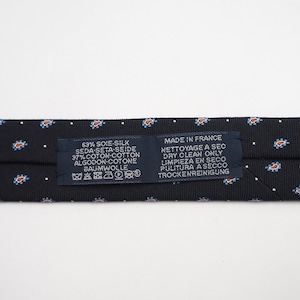 63% SOIE-SILK
SEDA-SETA-SEIDE
37% COTON-COTTON
ALGODON-COTONE
BAUMWOLLE
MADE IN FRANCE
NETTOYAGE A SEC
DRY CLEAN ONLY
LIMPIEZA EN SECO
PULITURA A SECCO
TROCKENREINIGUNG